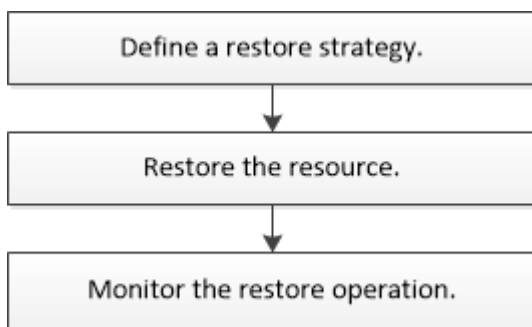 Define a restore strategy.
Restore the resource.
Monitor the restore operation.